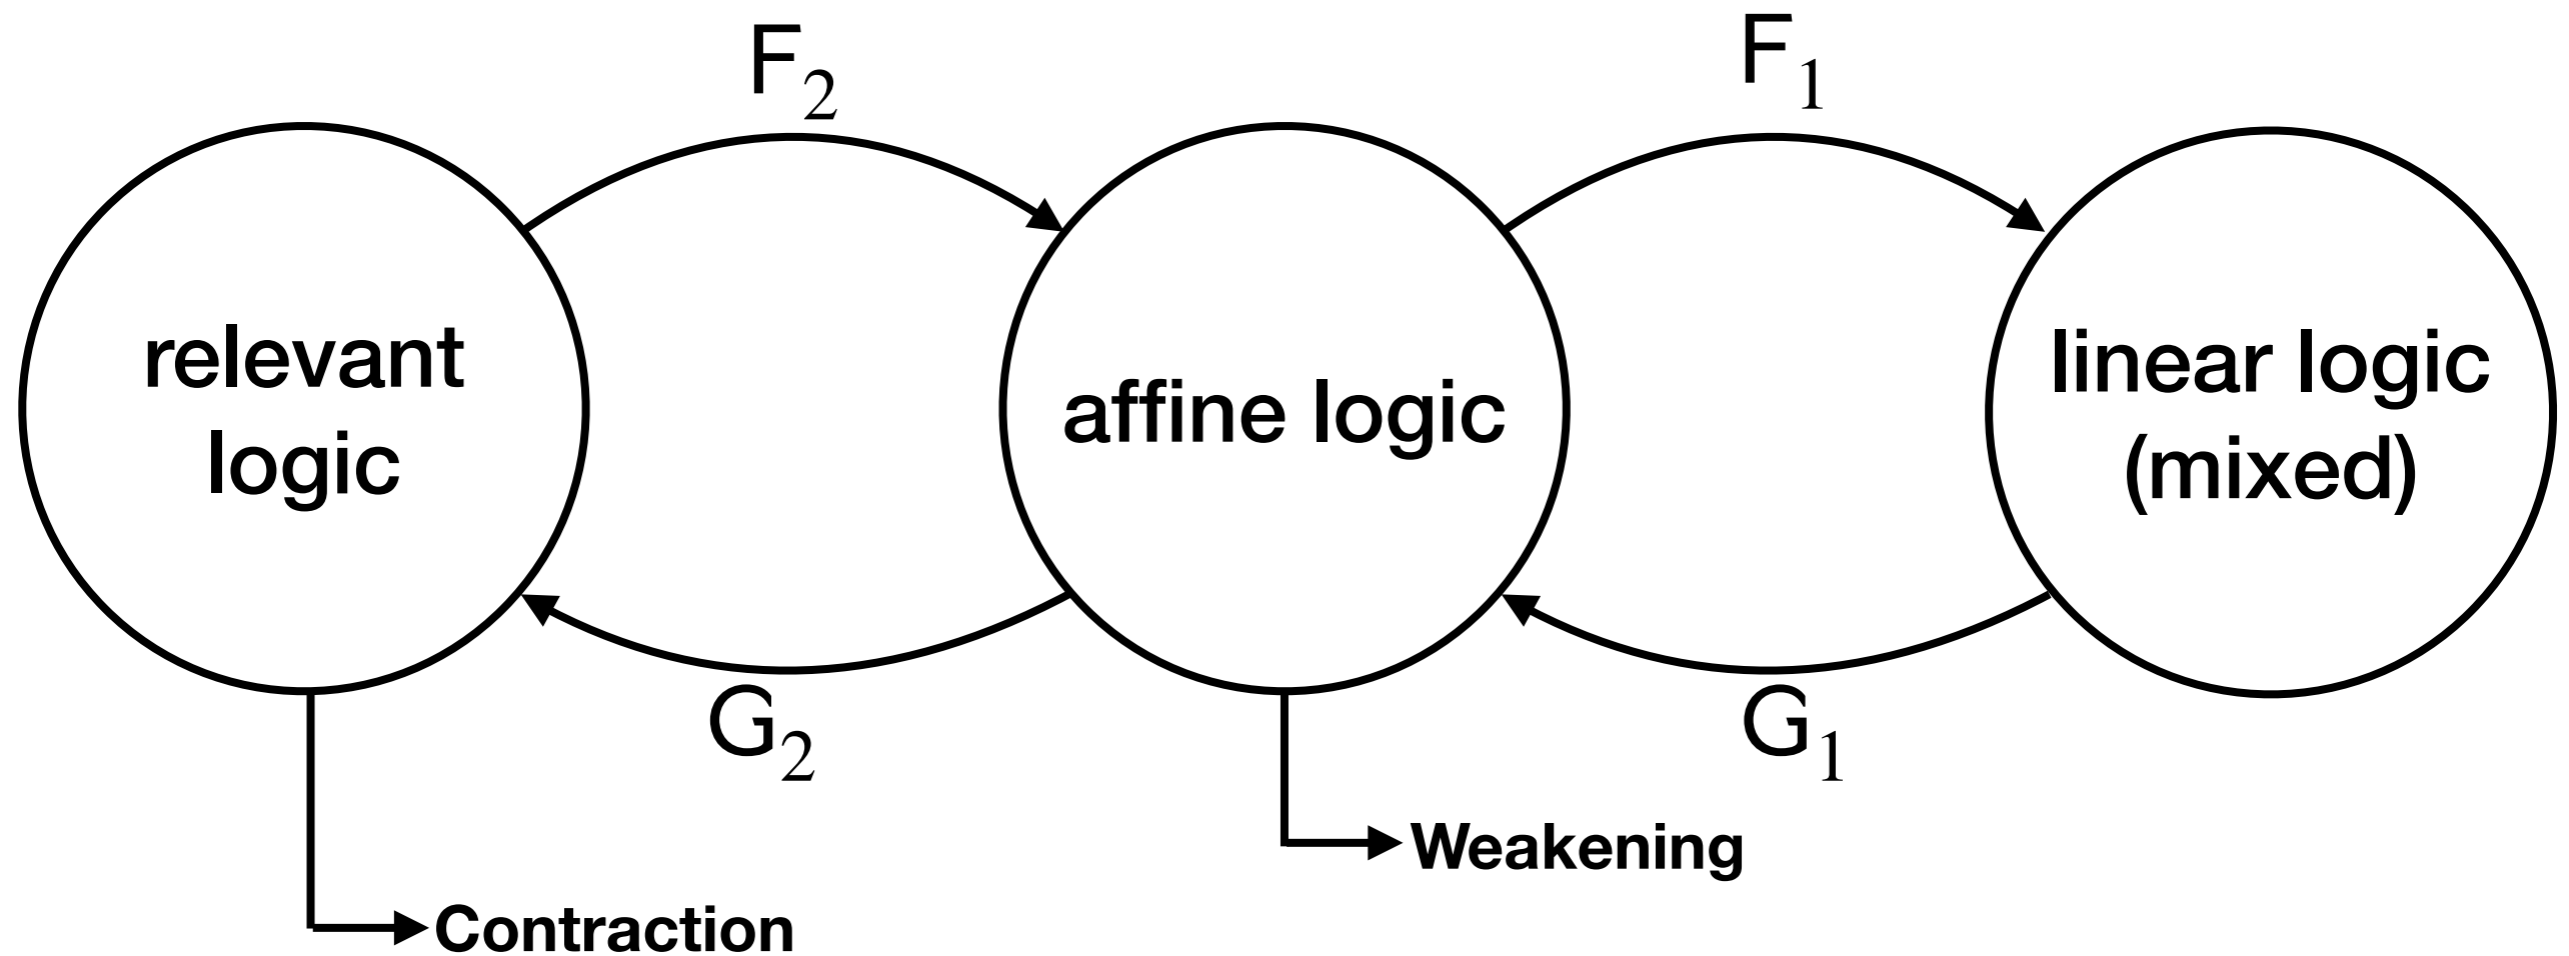 F₂
F₁
relevant
logic
affine logic
linear logic
(mixed)
G₂
G₁
Weakening
Contraction